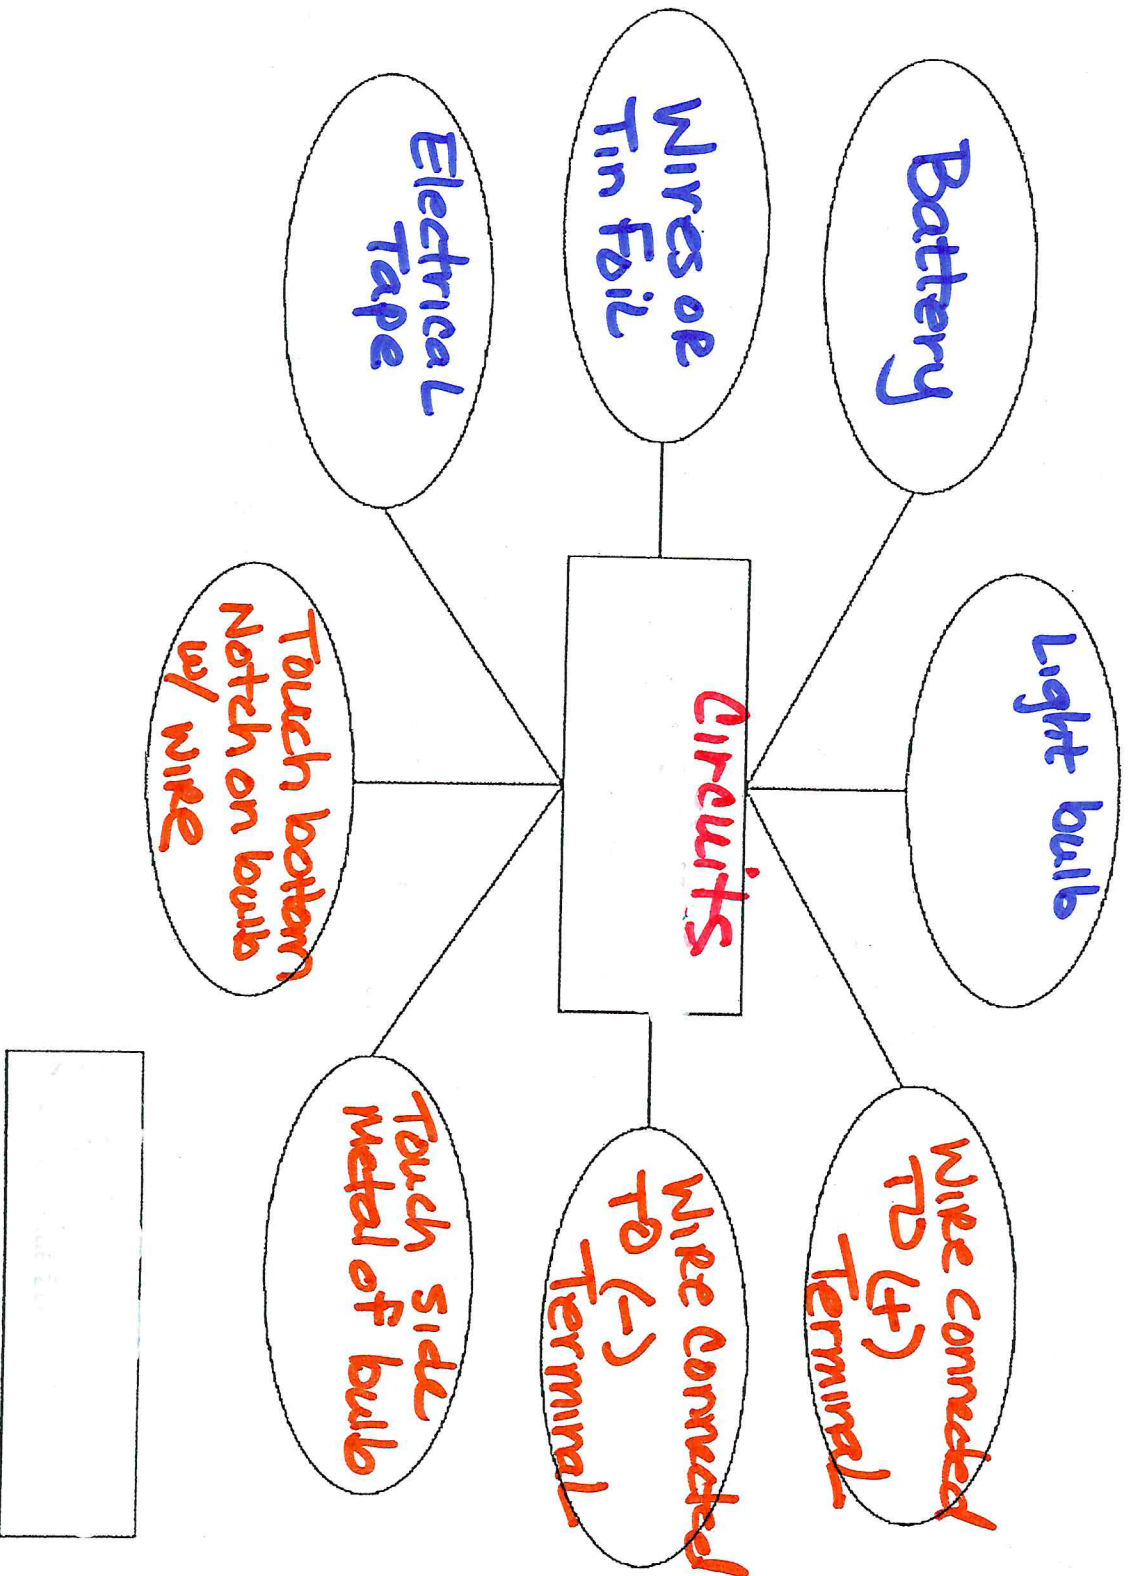 Light bulb
Battery
Wire Connected
TO (+)
Terminal
Wires or
Tin Foil
Circuits
Wire Connected
TO (-)
Terminal
Electrical
Tape
Touch side
metal of bulb
Touch bottom
Notch on bulb
w/ wire